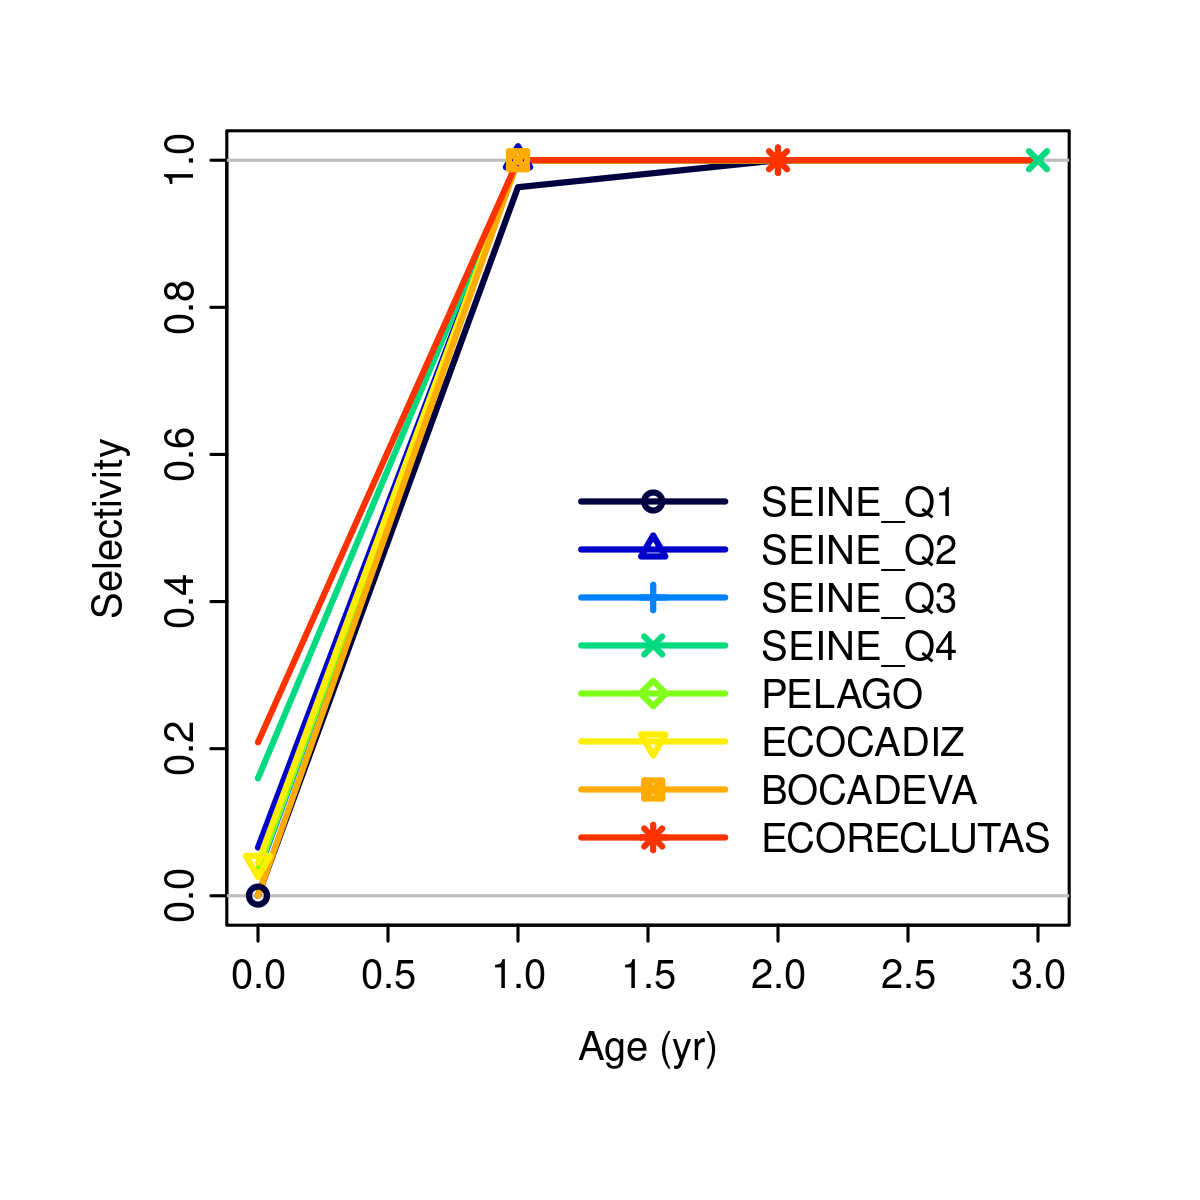 1.0
0.8
0.6
0.4
0.2
0.0
Selectivity
SEINE_Q1
SEINE_Q2
SEINE_Q3
SEINE_Q4
PELAGO
ECOCADIZ
BOCADEVA
ECORECLUTAS
0.0 0.5 1.0 1.5 2.0 2.5 3.0
Age (yr)